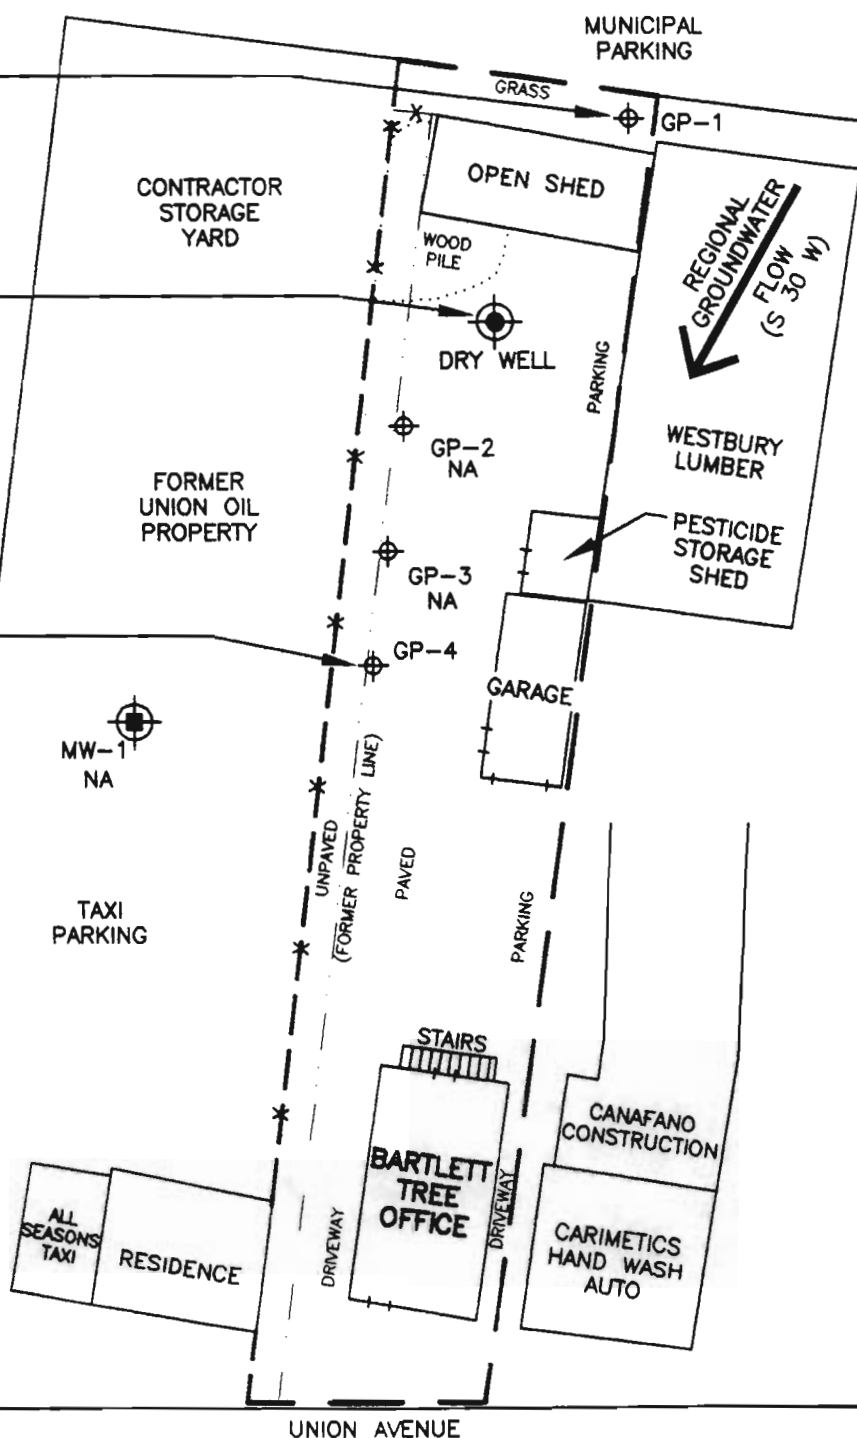 MUNICIPAL
PARKING
GRASS
GP-1
CONTRACTOR
STORAGE
YARD
OPEN SHED
WOOD
PILE
REGIONAL
GROUNDWATER
FLOW
(S 30 W)
DRY WELL
PARKING
GP-2
NA
WESTBURY
LUMBER
FORMER
UNION OIL
PROPERTY
PESTICIDE
STORAGE
SHED
GP-3
NA
GP-4
GARAGE
MW-1
NA
UNPAVED
(FORMER PROPERTY LINE)
PAVED
TAXI
PARKING
PARKING
STAIRS
CANAFANO
CONSTRUCTION
BARTLETT
TREE
OFFICE
DRIVEWAY
DRIVEWAY
ALL
SEASONS
TAXI
RESIDENCE
CARIMETICS
HAND WASH
AUTO
UNION AVENUE